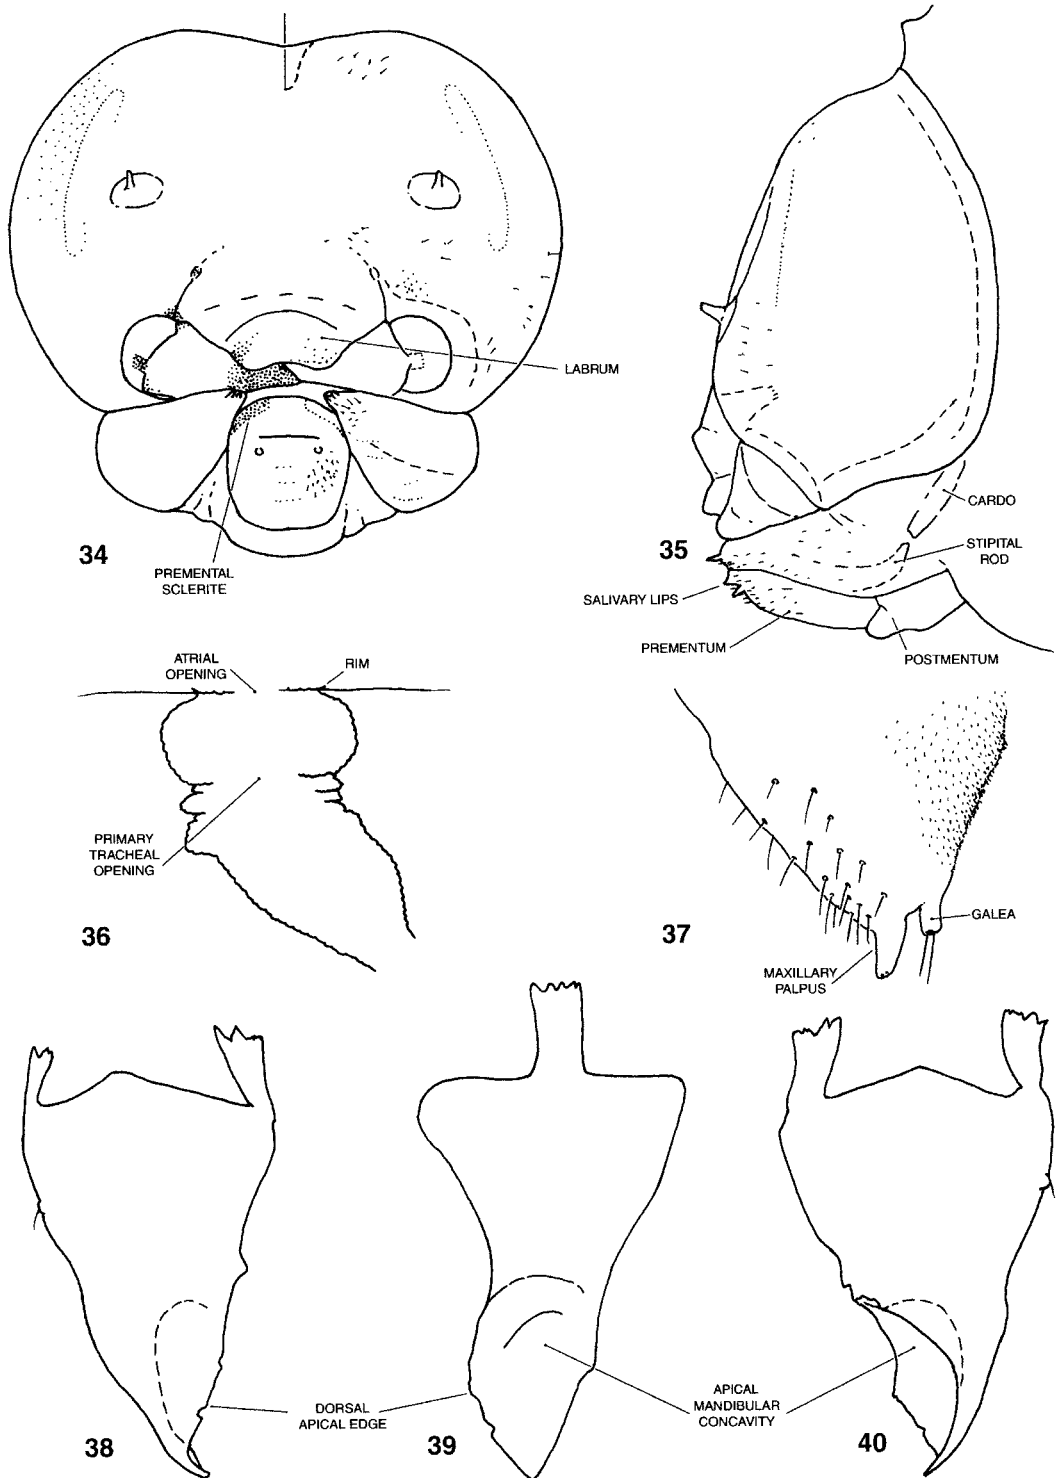 LABRUM
34
PREMENTAL
SCLERITE
CARDO
35
STIPITAL
ROD
SALIVARY LIPS
PREMENTUM
POSTMENTUM
ATRIAL
OPENING
RIM
PRIMARY
TRACHEAL
OPENING
36
37
GALEA
MAXILLARY
PALPUS
DORSAL
APICAL EDGE
APICAL
MANDIBULAR
CONCAVITY
38
39
40